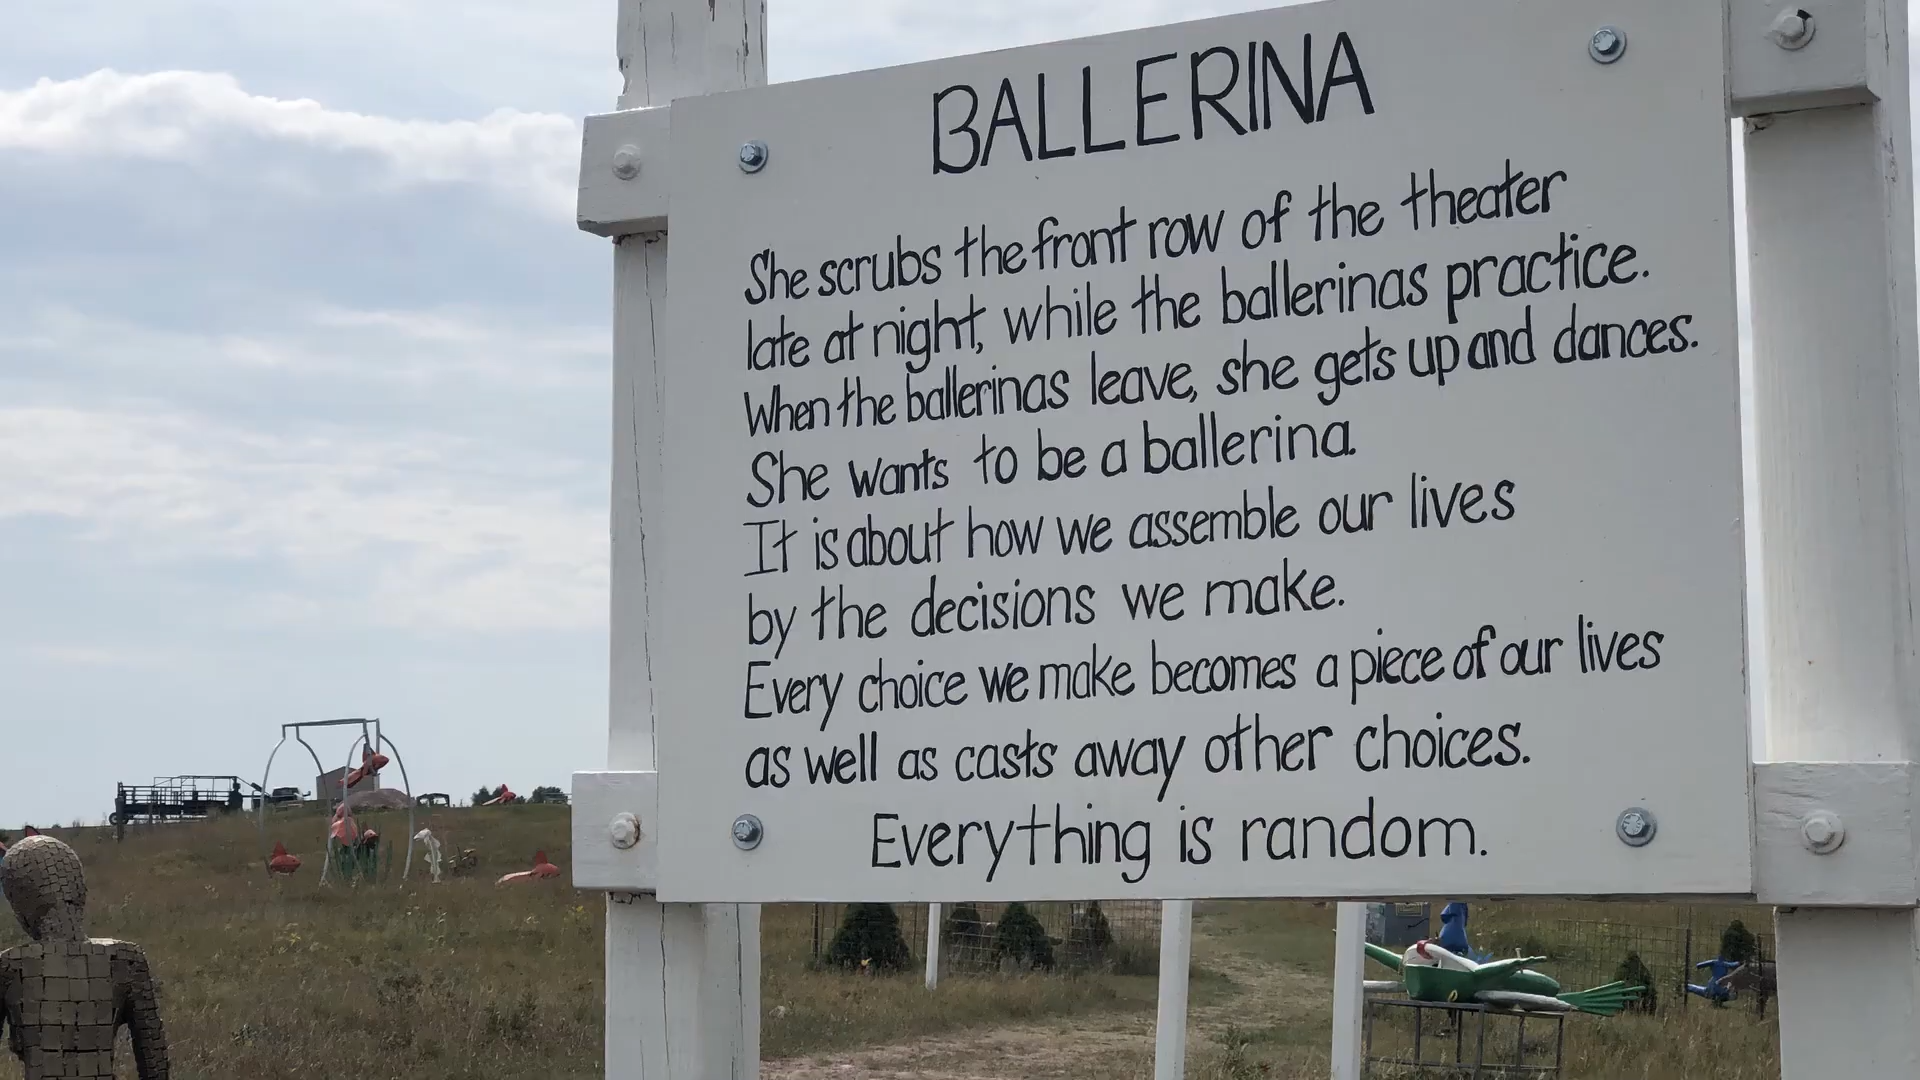 BALLERINA
She scrubs the front row of the theater
late at night, while the ballerinas practice.
When the ballerinas leave, she gets up and dances.
She wants to be a ballerina.
It is about how we assemble our lives
by the decisions we make.
Every choice we make becomes a piece of our lives
as well as casts away other choices.
Everything is random.